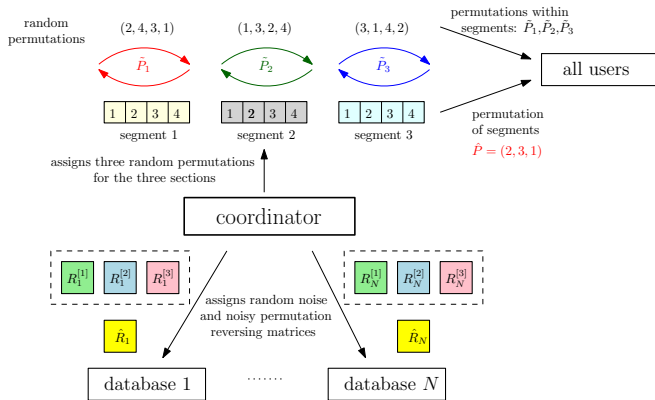 random permutations
(2, 4, 3, 1)
(1, 3, 2, 4)
(3, 1, 4, 2)
permutations within segments: P̃₁,P̃₂,P̃₃
P̃₁
P̃₂
P̃₃
all users
1 2 3 4
1 2 3 4
1 2 3 4
segment 1
segment 2
segment 3
permutation of segments
P̂ = (2, 3, 1)
assigns three random permutations
for the three sections
coordinator
R₁^[1] R₁^[2] R₁^[3]
R_N^[1] R_N^[2] R_N^[3]
assigns random noise
and noisy permutation
reversing matrices
R̂₁
R̂_N
database 1
.......
database N